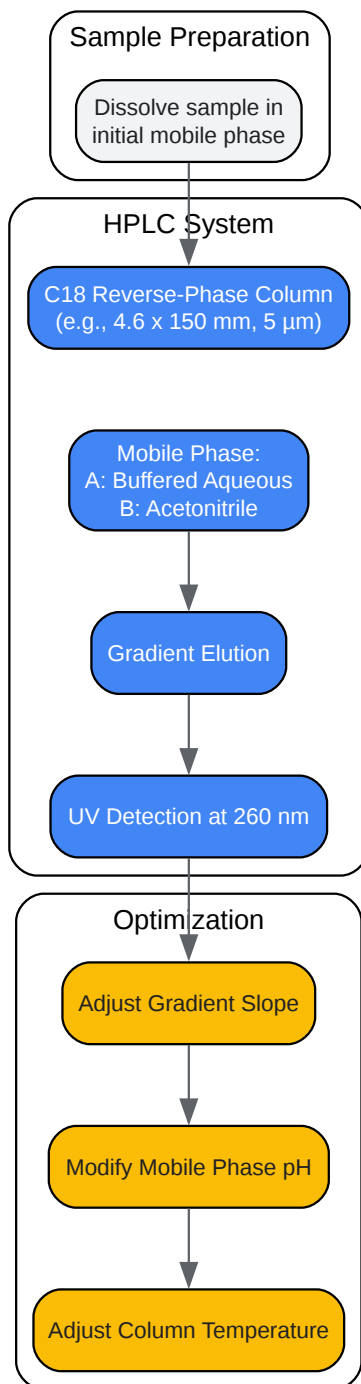 Sample Preparation
Dissolve sample in
initial mobile phase
HPLC System
C18 Reverse-Phase Column
(e.g., 4.6 x 150 mm, 5 µm)
Mobile Phase:
A: Buffered Aqueous
B: Acetonitrile
Gradient Elution
UV Detection at 260 nm
Optimization
Adjust Gradient Slope
Modify Mobile Phase pH
Adjust Column Temperature